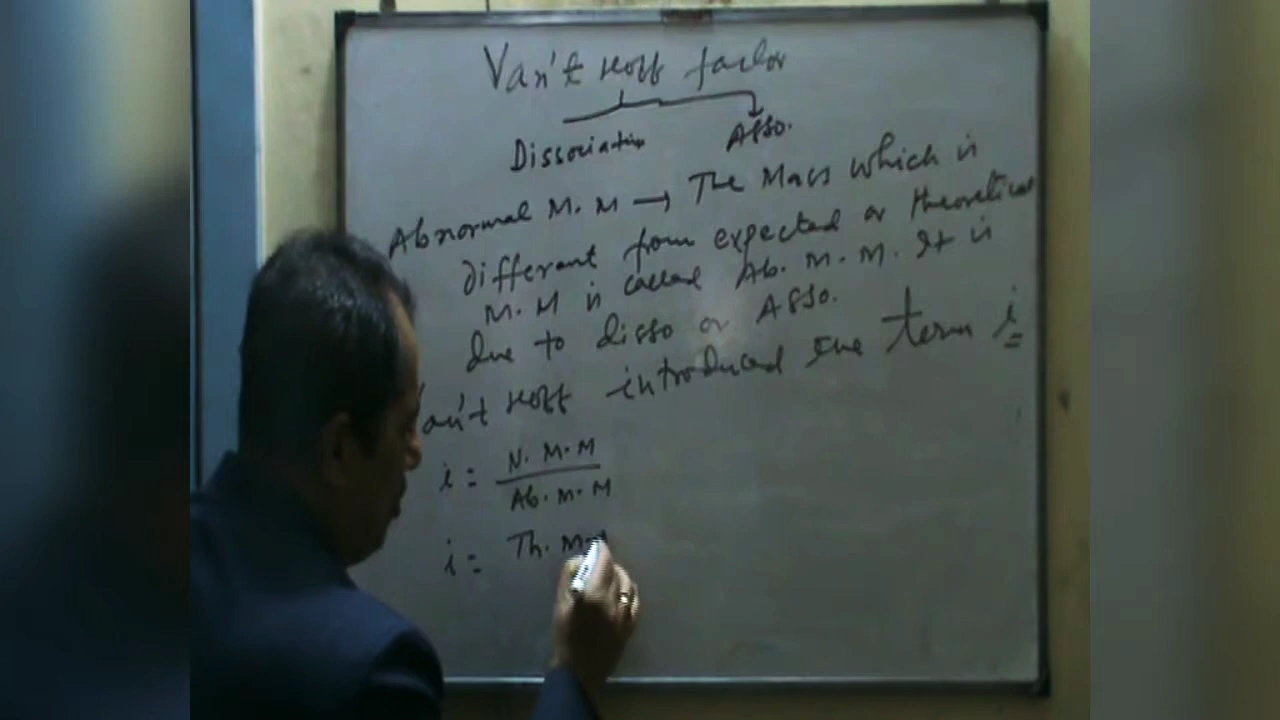 Van't Hoff factor
Dissociation Asso.
Abnormal M.M → The Mass which is
different from expected or theoretical
M.M is called Ab. M.M. It is
due to disso or Asso.
Van't Hoff introduced the term i
i = N. M.M / Ab. M.M
i = Th. M.M